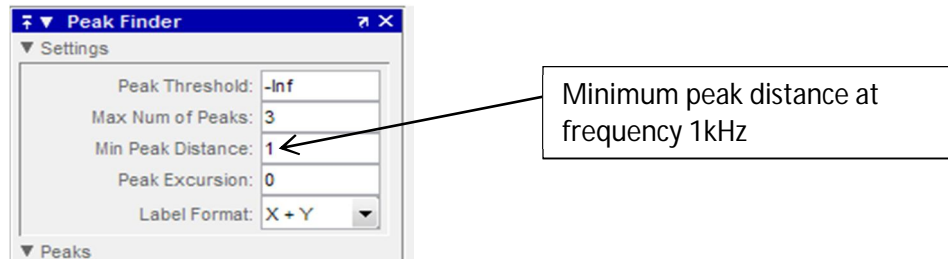 Peak Finder
Settings
Peak Threshold: -Inf
Max Num of Peaks: 3
Min Peak Distance: 1
Peak Excursion: 0
Label Format: X + Y
Peaks
Minimum peak distance at
frequency 1kHz